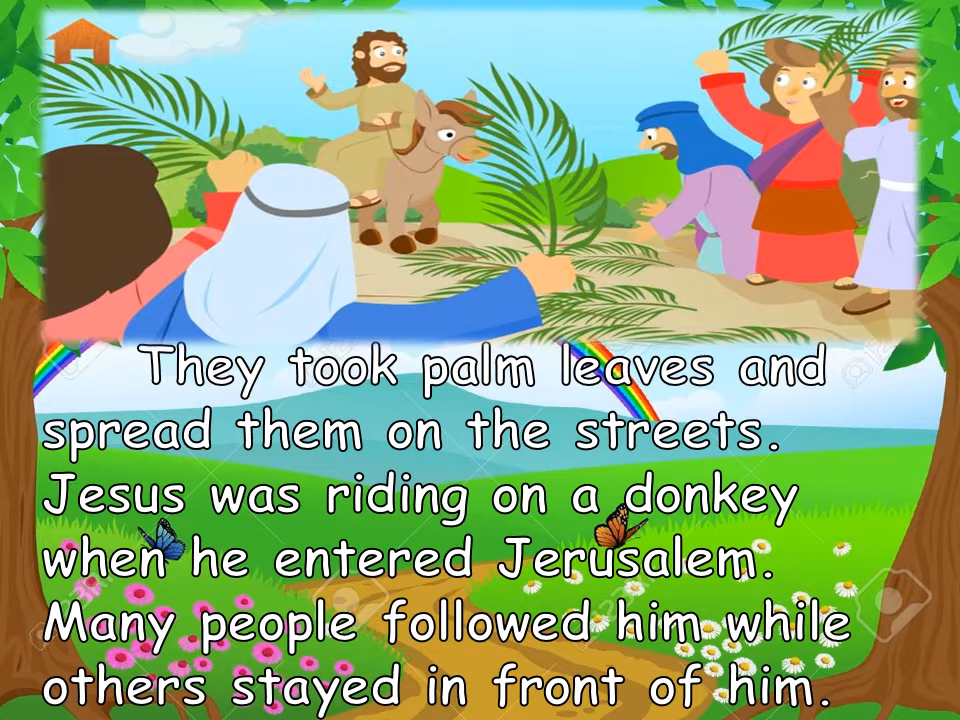 They took palm leaves and
spread them on the streets.
Jesus was riding on a donkey
when he entered Jerusalem.
Many people followed him while
others stayed in front of him.